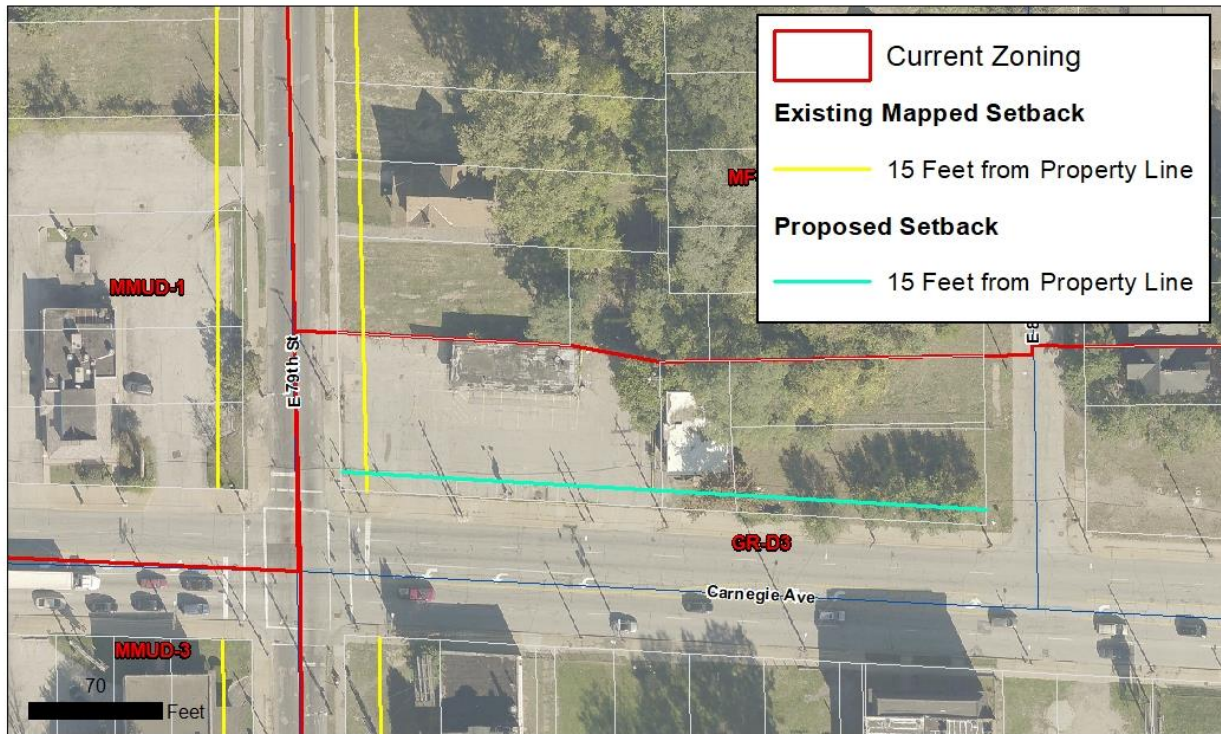 Current Zoning
Existing Mapped Setback
15 Feet from Property Line
Proposed Setback
15 Feet from Property Line
MMUD-1
E 79th St
GR-D3
Carnegie Ave
MMUD-3
70
Feet